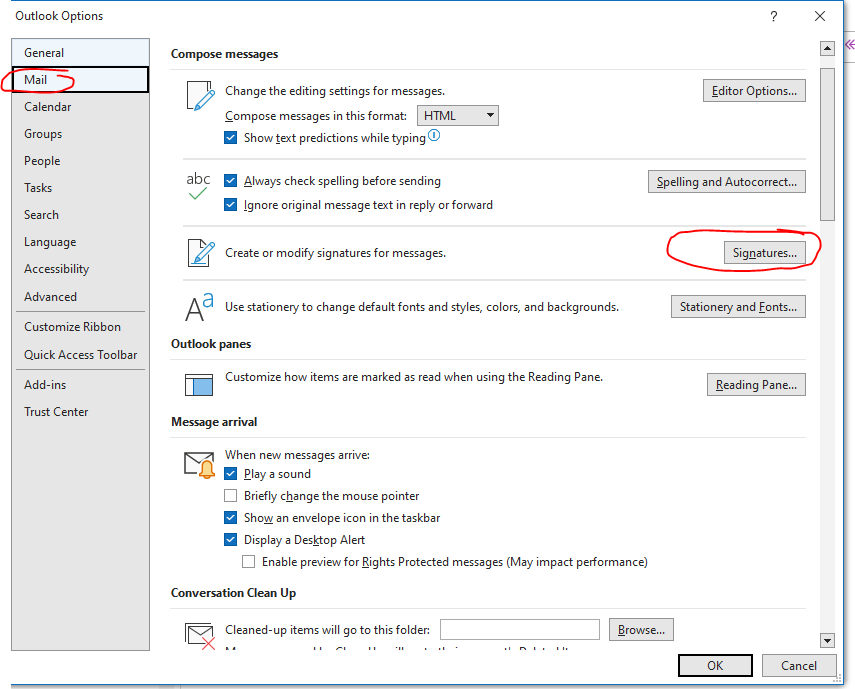 Outlook Options
?
General
Mail
Calendar
Groups
People
Tasks
Search
Language
Accessibility
Advanced
Customize Ribbon
Quick Access Toolbar
Add-ins
Trust Center
Compose messages
Change the editing settings for messages.
Editor Options...
Compose messages in this format: HTML
Show text predictions while typing
abc
Always check spelling before sending
Spelling and Autocorrect...
Ignore original message text in reply or forward
Create or modify signatures for messages.
Signatures...
Aa
Use stationery to change default fonts and styles, colors, and backgrounds.
Stationery and Fonts...
Outlook panes
Customize how items are marked as read when using the Reading Pane.
Reading Pane...
Message arrival
When new messages arrive:
Play a sound
Briefly change the mouse pointer
Show an envelope icon in the taskbar
Display a Desktop Alert
Enable preview for Rights Protected messages (May impact performance)
Conversation Clean Up
Cleaned-up items will go to this folder:
Browse...
OK
Cancel